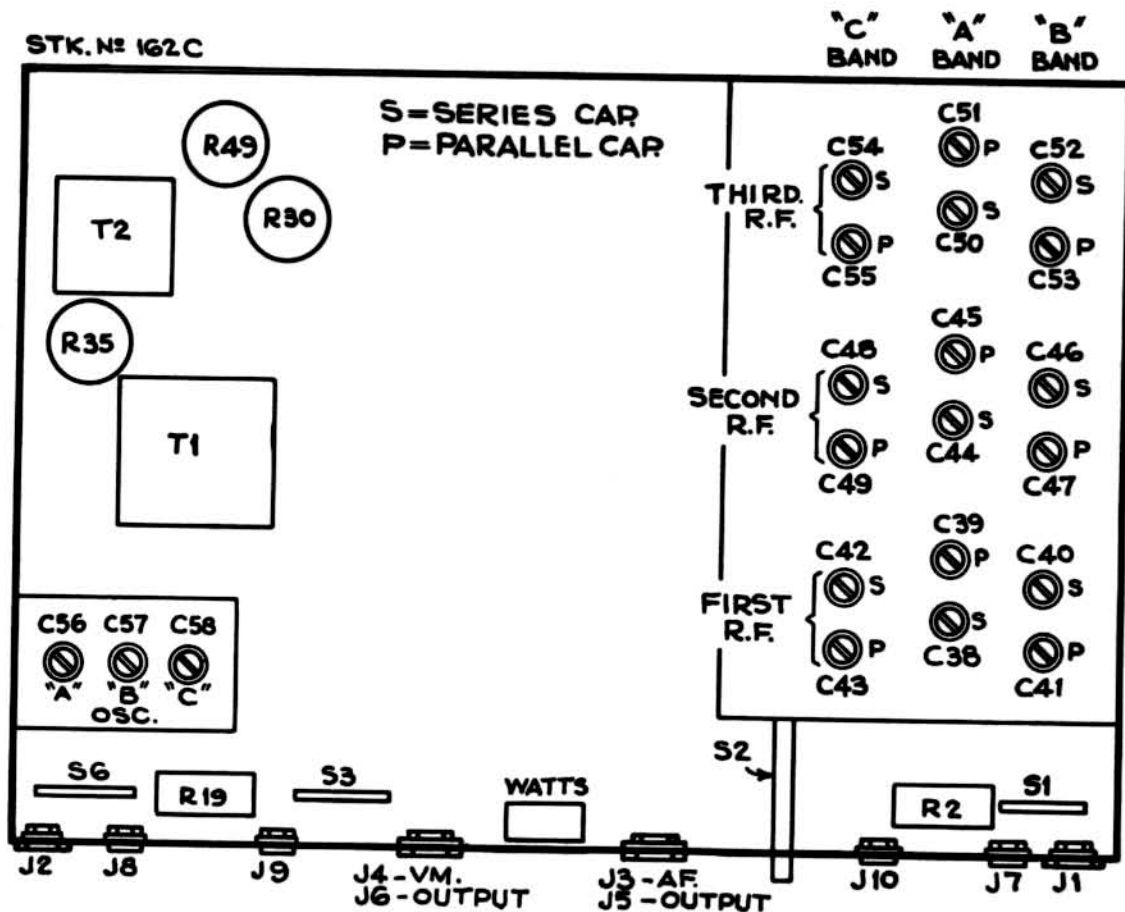 STK. Nº 162C
"C" BAND
"A" BAND
"B" BAND
S=SERIES CAP.
P=PARALLEL CAP.
R49
R30
T2
R35
T1
THIRD. R.F.
C54 S
C55 P
C51 P
C50 S
C52 S
C53 P
SECOND R.F.
C48 S
C49 P
C45 P
C44 S
C46 S
C47 P
FIRST R.F.
C42 S
C43 P
C39 P
C38 S
C40 S
C41 P
C56 C57 C58
"A" "B" "C"
OSC.
S6
R19
S3
WATTS
S2
R2
S1
J2
J8
J9
J4-VM.
J6-OUTPUT
J3-AF.
J5-OUTPUT
J10
J7
J1